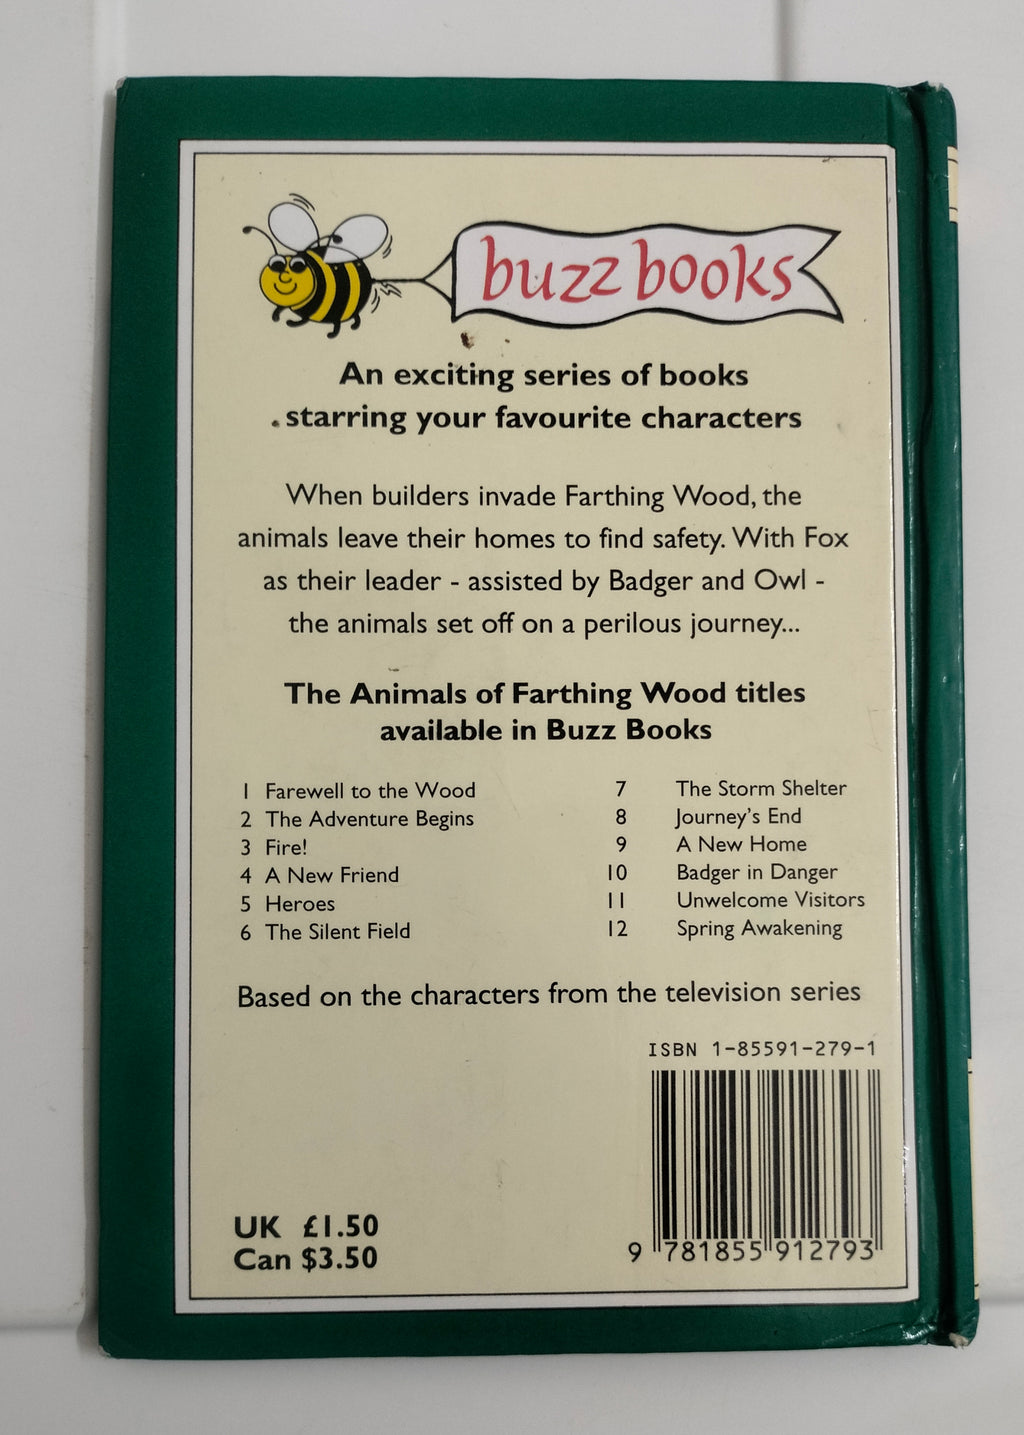 buzz books
An exciting series of books
starring your favourite characters
When builders invade Farthing Wood, the
animals leave their homes to find safety. With Fox
as their leader - assisted by Badger and Owl -
the animals set off on a perilous journey...
The Animals of Farthing Wood titles
available in Buzz Books
1 Farewell to the Wood
2 The Adventure Begins
3 Fire!
4 A New Friend
5 Heroes
6 The Silent Field
7 The Storm Shelter
8 Journey's End
9 A New Home
10 Badger in Danger
11 Unwelcome Visitors
12 Spring Awakening
Based on the characters from the television series
ISBN 1-85591-279-1
9 781855 912793
UK £1.50
Can $3.50